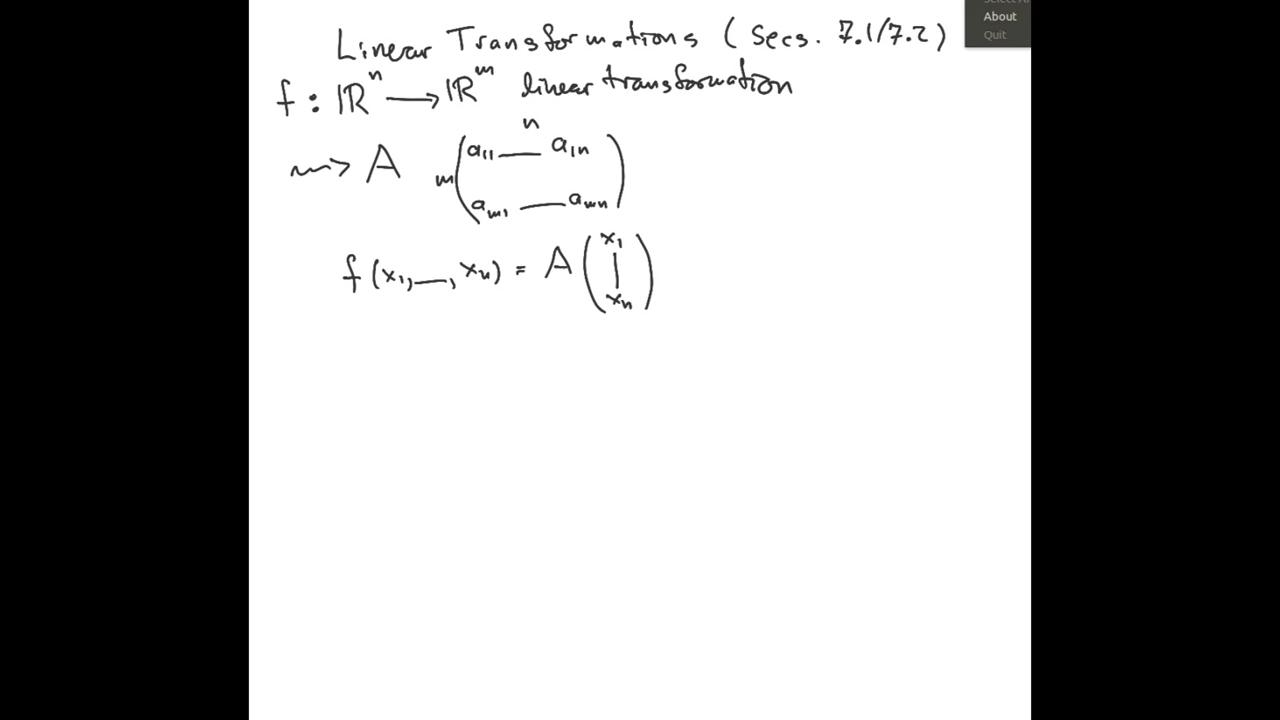 Linear Transformations (Secs. 7.1/7.2)
f : ℝⁿ ⟶ ℝᵐ linear transformation
⇝ A m ( a₁₁ — a₁ₙ ) n
( aₘ₁ — aₘₙ )
f (x₁, —, xₙ) = A ( x₁ | xₙ )
About
Quit